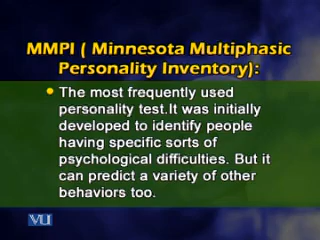 MMPI ( Minnesota Multiphasic
Personality Inventory):
The most frequently used
personality test.It was initially
developed to identify people
having specific sorts of
psychological difficulties. But it
can predict a variety of other
behaviors too.
VU